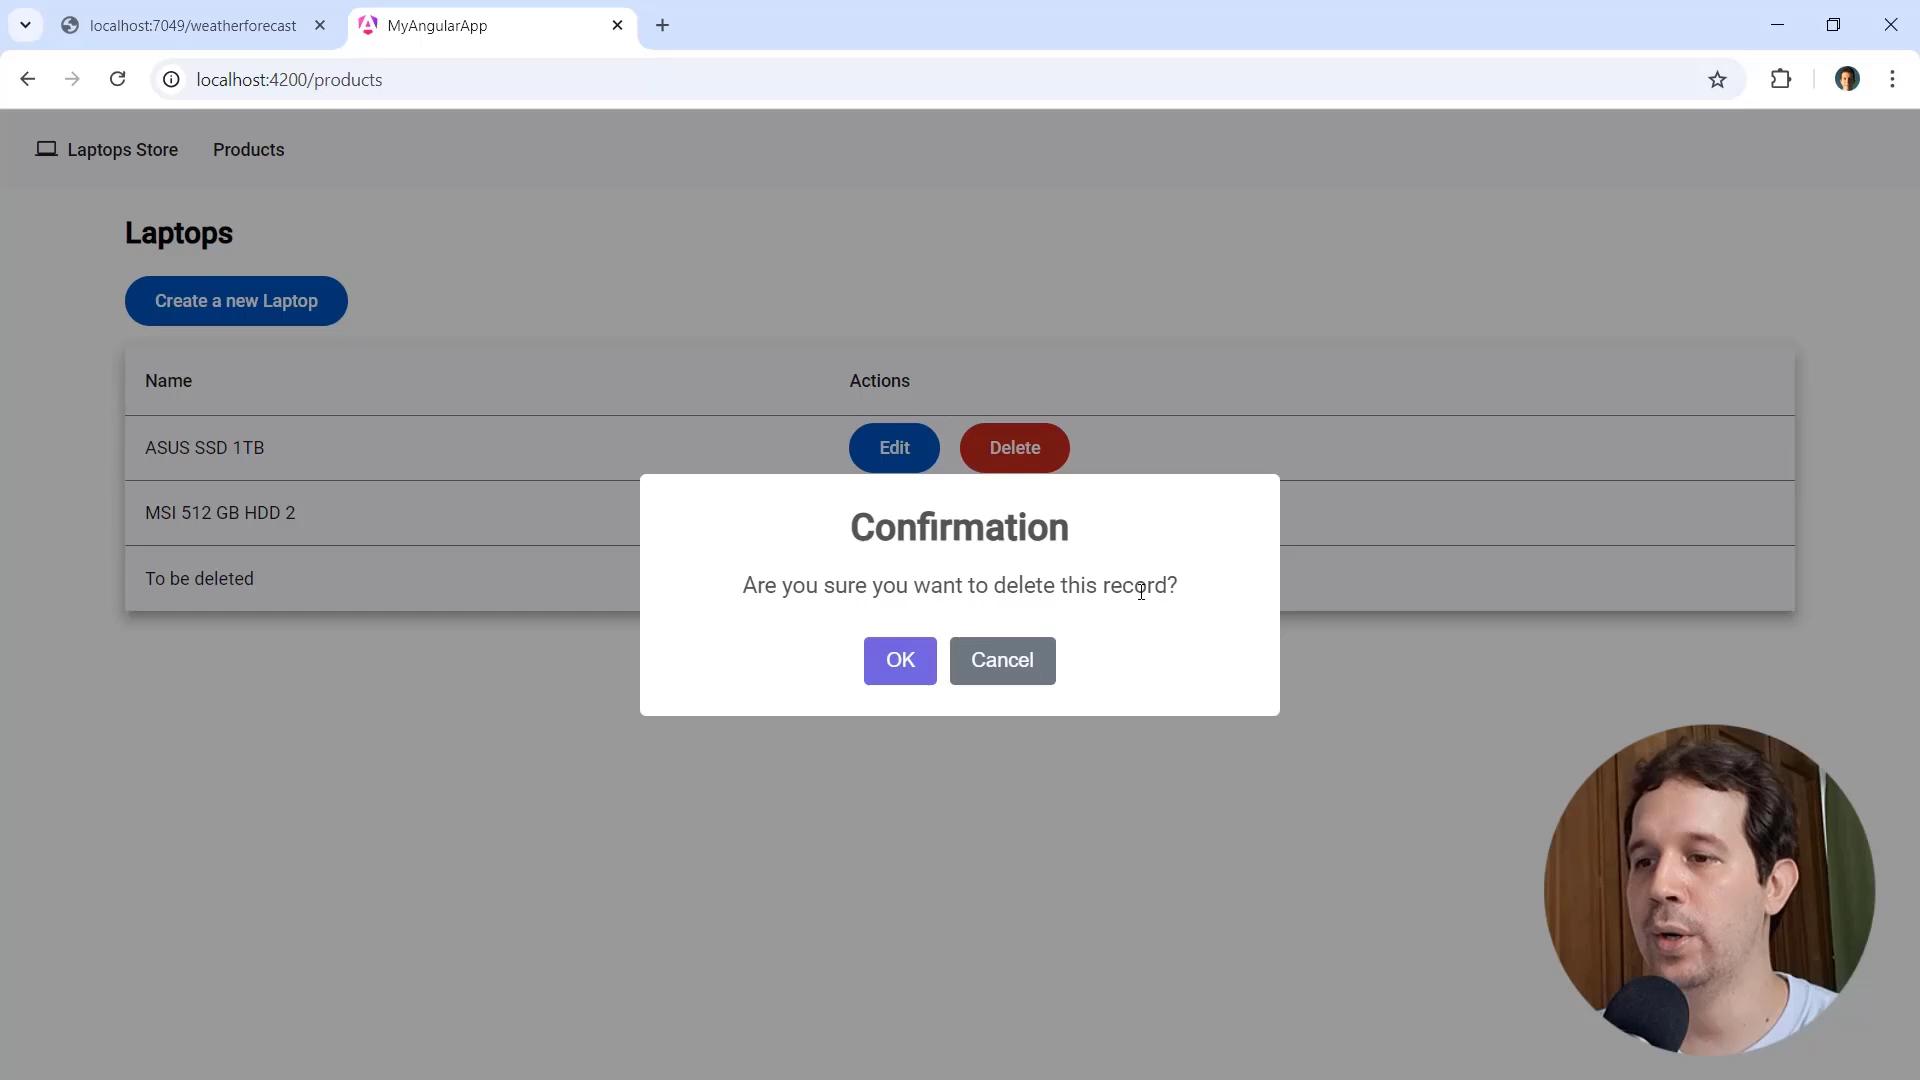 localhost:7049/weatherforecast
MyAngularApp
localhost:4200/products
Laptops Store
Products
Laptops
Create a new Laptop
Name
Actions
ASUS SSD 1TB
Edit
Delete
MSI 512 GB HDD 2
To be deleted
Confirmation
Are you sure you want to delete this record?
OK
Cancel